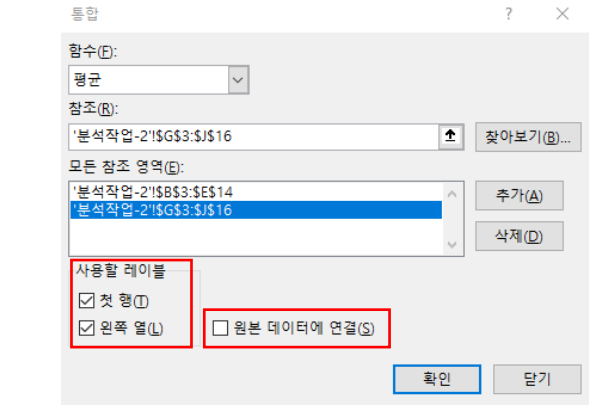 통합
함수(F):
평균
참조(R):
'분석작업-2'!$G$3:$J$16
찾아보기(B)...
모든 참조 영역(E):
'분석작업-2'!$B$3:$E$14
'분석작업-2'!$G$3:$J$16
추가(A)
삭제(D)
사용할 레이블
첫 행(T)
왼쪽 열(L)
원본 데이터에 연결(S)
확인
닫기